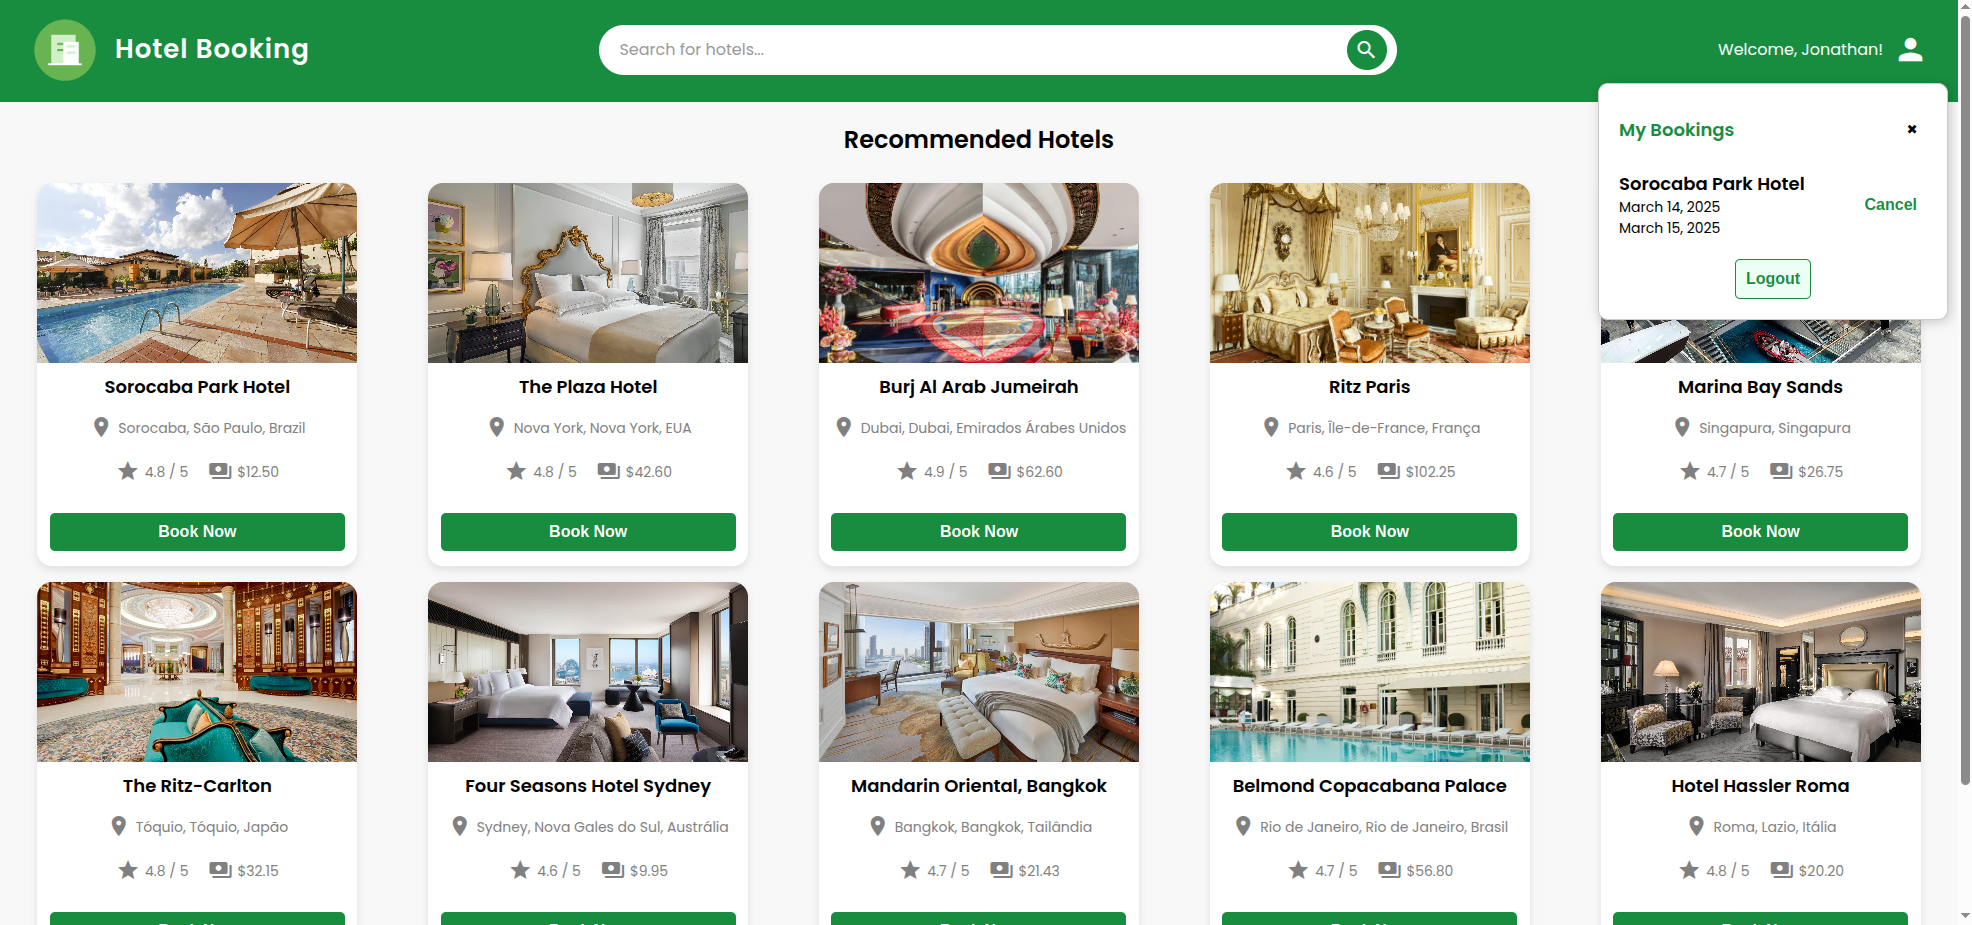 Hotel Booking
Search for hotels...
Welcome, Jonathan!
My Bookings
✖
Sorocaba Park Hotel
March 14, 2025
March 15, 2025
Cancel
Logout
Recommended Hotels
Sorocaba Park Hotel
Sorocaba, São Paulo, Brazil
4.8 / 5 $12.50
Book Now
The Plaza Hotel
Nova York, Nova York, EUA
4.8 / 5 $42.60
Book Now
Burj Al Arab Jumeirah
Dubai, Dubai, Emirados Árabes Unidos
4.9 / 5 $62.60
Book Now
Ritz Paris
Paris, Île-de-France, França
4.6 / 5 $102.25
Book Now
Marina Bay Sands
Singapura, Singapura
4.7 / 5 $26.75
Book Now
The Ritz-Carlton
Tóquio, Tóquio, Japão
4.8 / 5 $32.15
Four Seasons Hotel Sydney
Sydney, Nova Gales do Sul, Austrália
4.6 / 5 $9.95
Mandarin Oriental, Bangkok
Bangkok, Bangkok, Tailândia
4.7 / 5 $21.43
Belmond Copacabana Palace
Rio de Janeiro, Rio de Janeiro, Brasil
4.7 / 5 $56.80
Hotel Hassler Roma
Roma, Lazio, Itália
4.8 / 5 $20.20